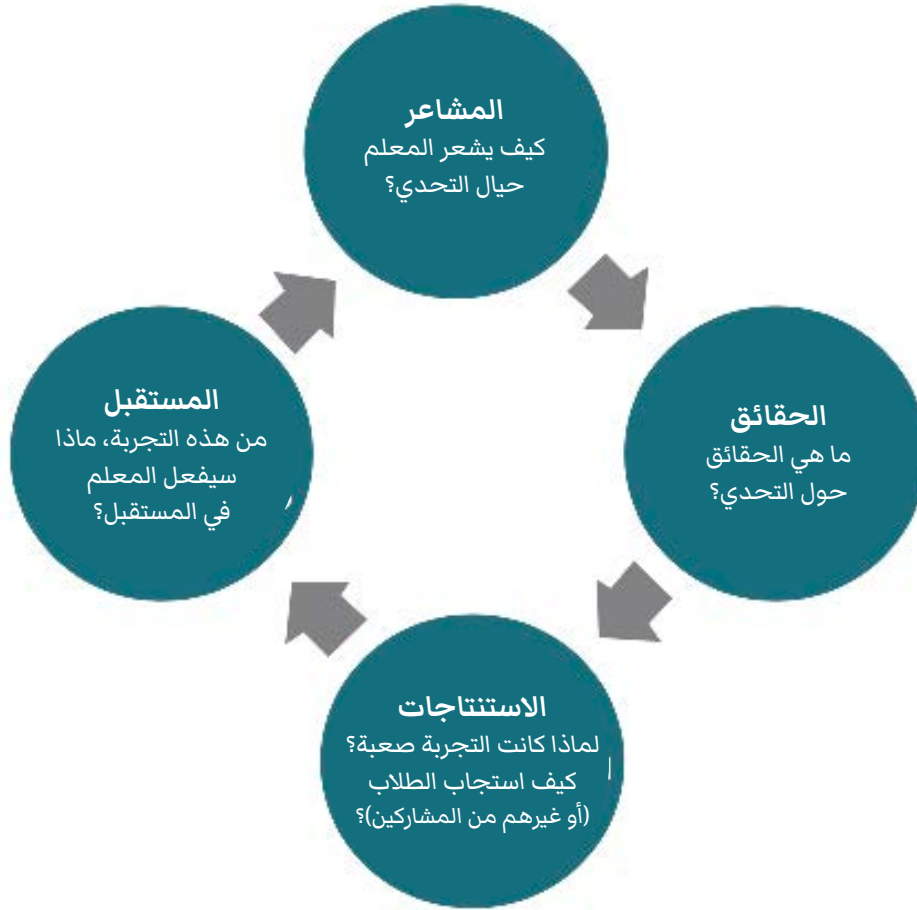 المشاعر
كيف يشعر المعلم
حيال التحدي؟
الحقائق
ما هي الحقائق
حول التحدي؟
الاستنتاجات
لماذا كانت التجربة صعبة؟
كيف استجاب الطلاب
(أو غيرهم من المشاركين)؟
المستقبل
من هذه التجربة، ماذا
سيفعل المعلم
في المستقبل؟